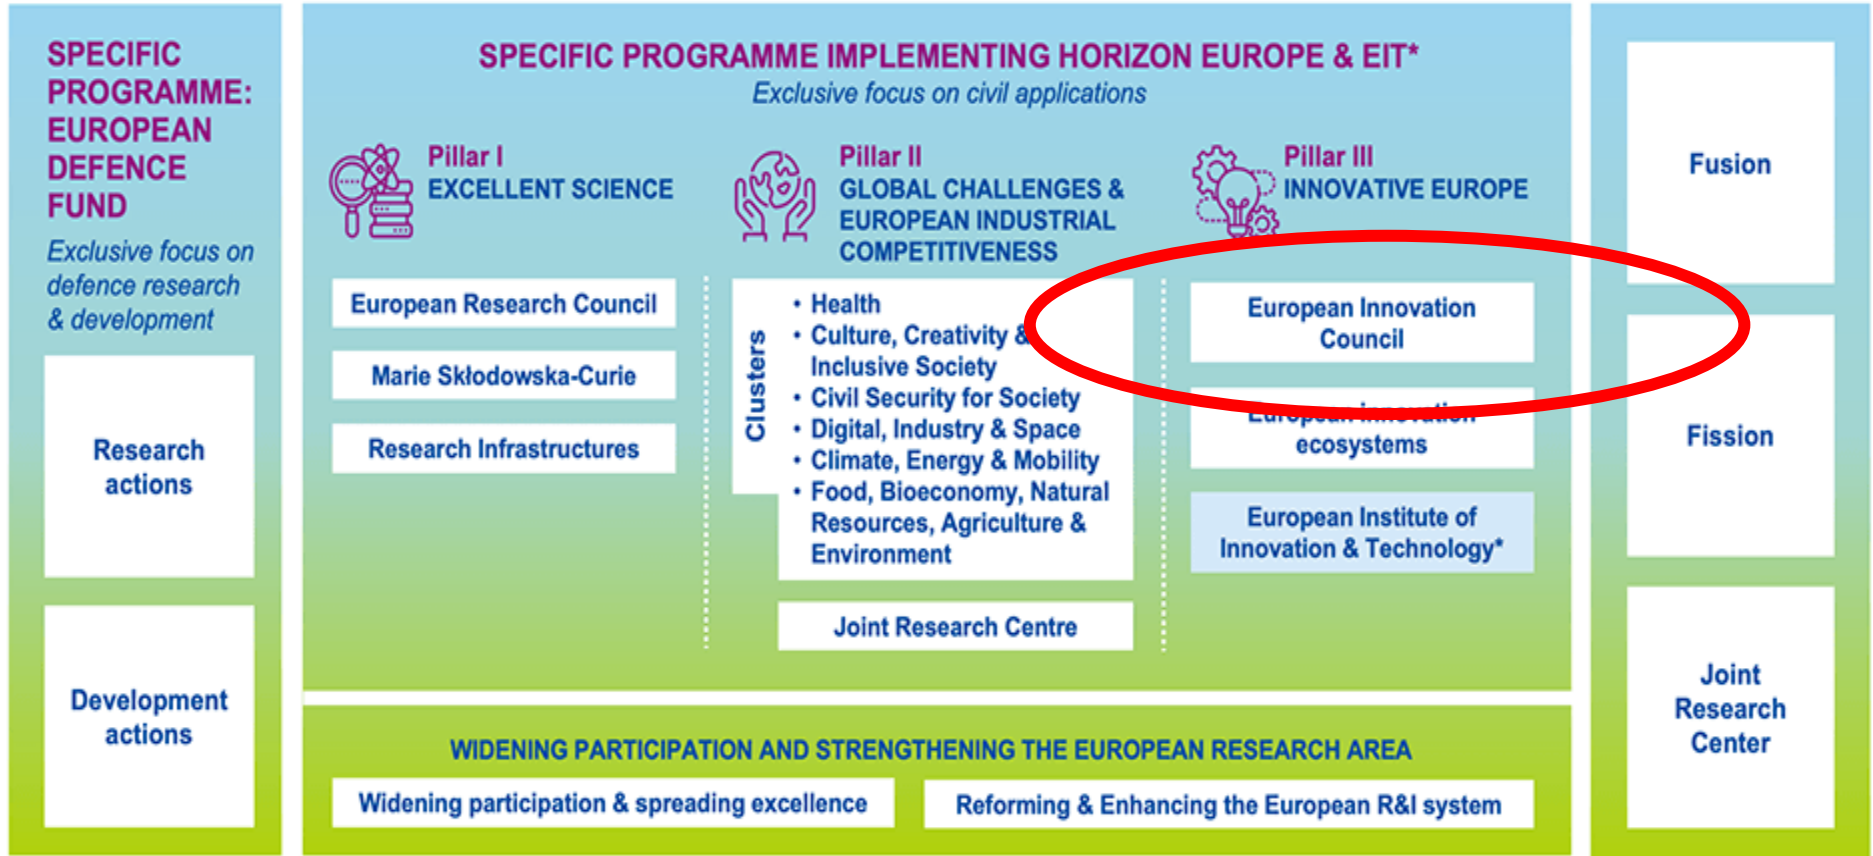 SPECIFIC
PROGRAMME:
EUROPEAN
DEFENCE
FUND
Exclusive focus on
defence research
& development
Research
actions
Development
actions
SPECIFIC PROGRAMME IMPLEMENTING HORIZON EUROPE & EIT*
Exclusive focus on civil applications
Pillar I
EXCELLENT SCIENCE
European Research Council
Marie Skłodowska-Curie
Research Infrastructures
Pillar II
GLOBAL CHALLENGES &
EUROPEAN INDUSTRIAL
COMPETITIVENESS
Clusters
• Health
• Culture, Creativity &
Inclusive Society
• Civil Security for Society
• Digital, Industry & Space
• Climate, Energy & Mobility
• Food, Bioeconomy, Natural
Resources, Agriculture &
Environment
Joint Research Centre
Pillar III
INNOVATIVE EUROPE
European Innovation
Council
European innovation
ecosystems
European Institute of
Innovation & Technology*
WIDENING PARTICIPATION AND STRENGTHENING THE EUROPEAN RESEARCH AREA
Widening participation & spreading excellence
Reforming & Enhancing the European R&I system
Fusion
Fission
Joint
Research
Center